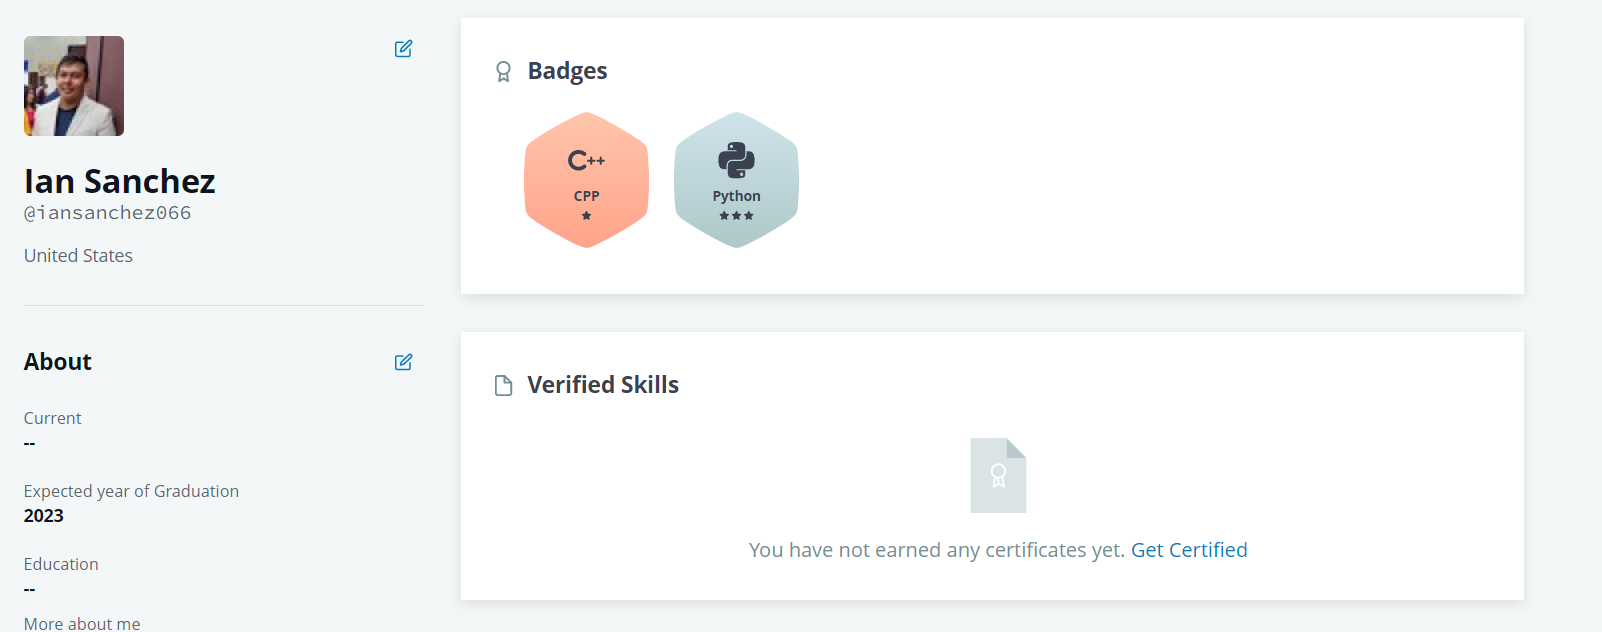 Ian Sanchez
@iansanchez066
United States
About
Current
--
Expected year of Graduation
2023
Education
--
More about me
Badges
C++
CPP
Python
Verified Skills
You have not earned any certificates yet. Get Certified